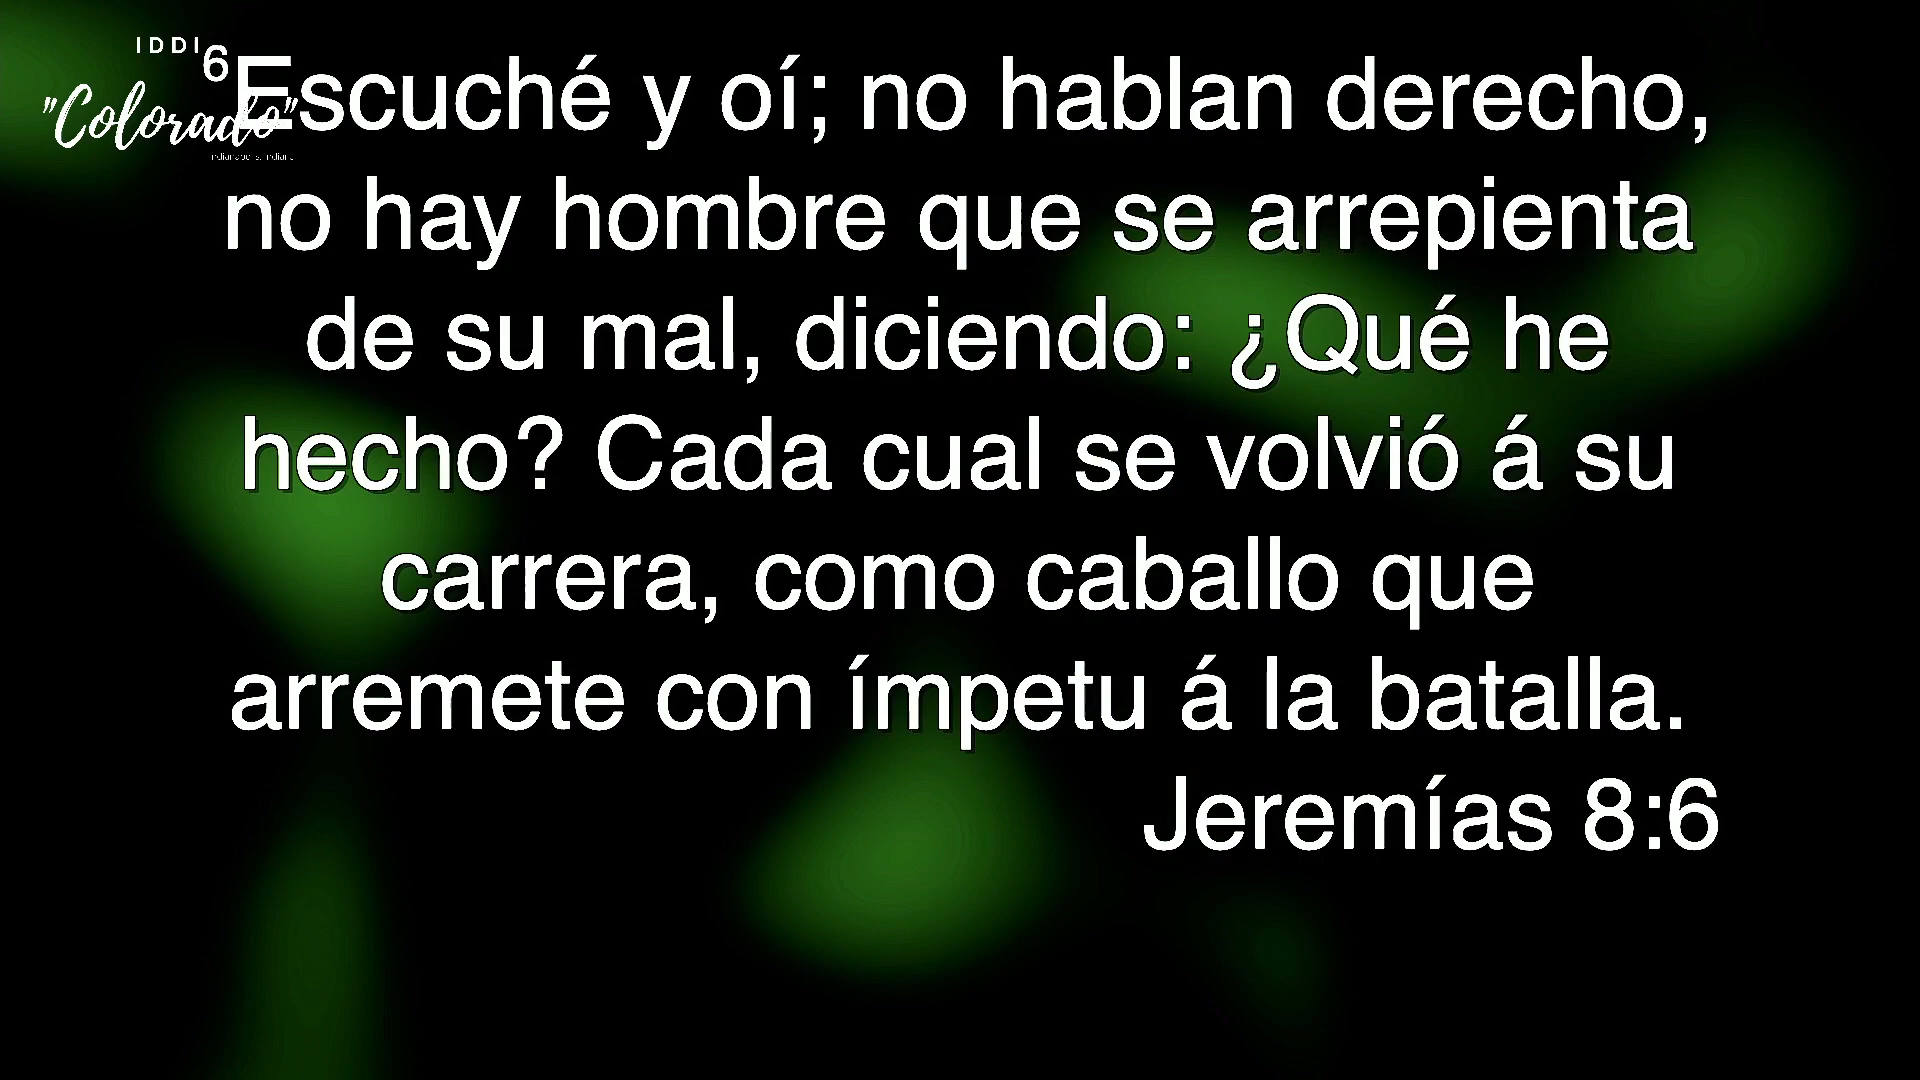 IDDI
"Colorado"
6Escuché y oí; no hablan derecho,
no hay hombre que se arrepienta
de su mal, diciendo: ¿Qué he
hecho? Cada cual se volvió á su
carrera, como caballo que
arremete con ímpetu á la batalla.
Jeremías 8:6